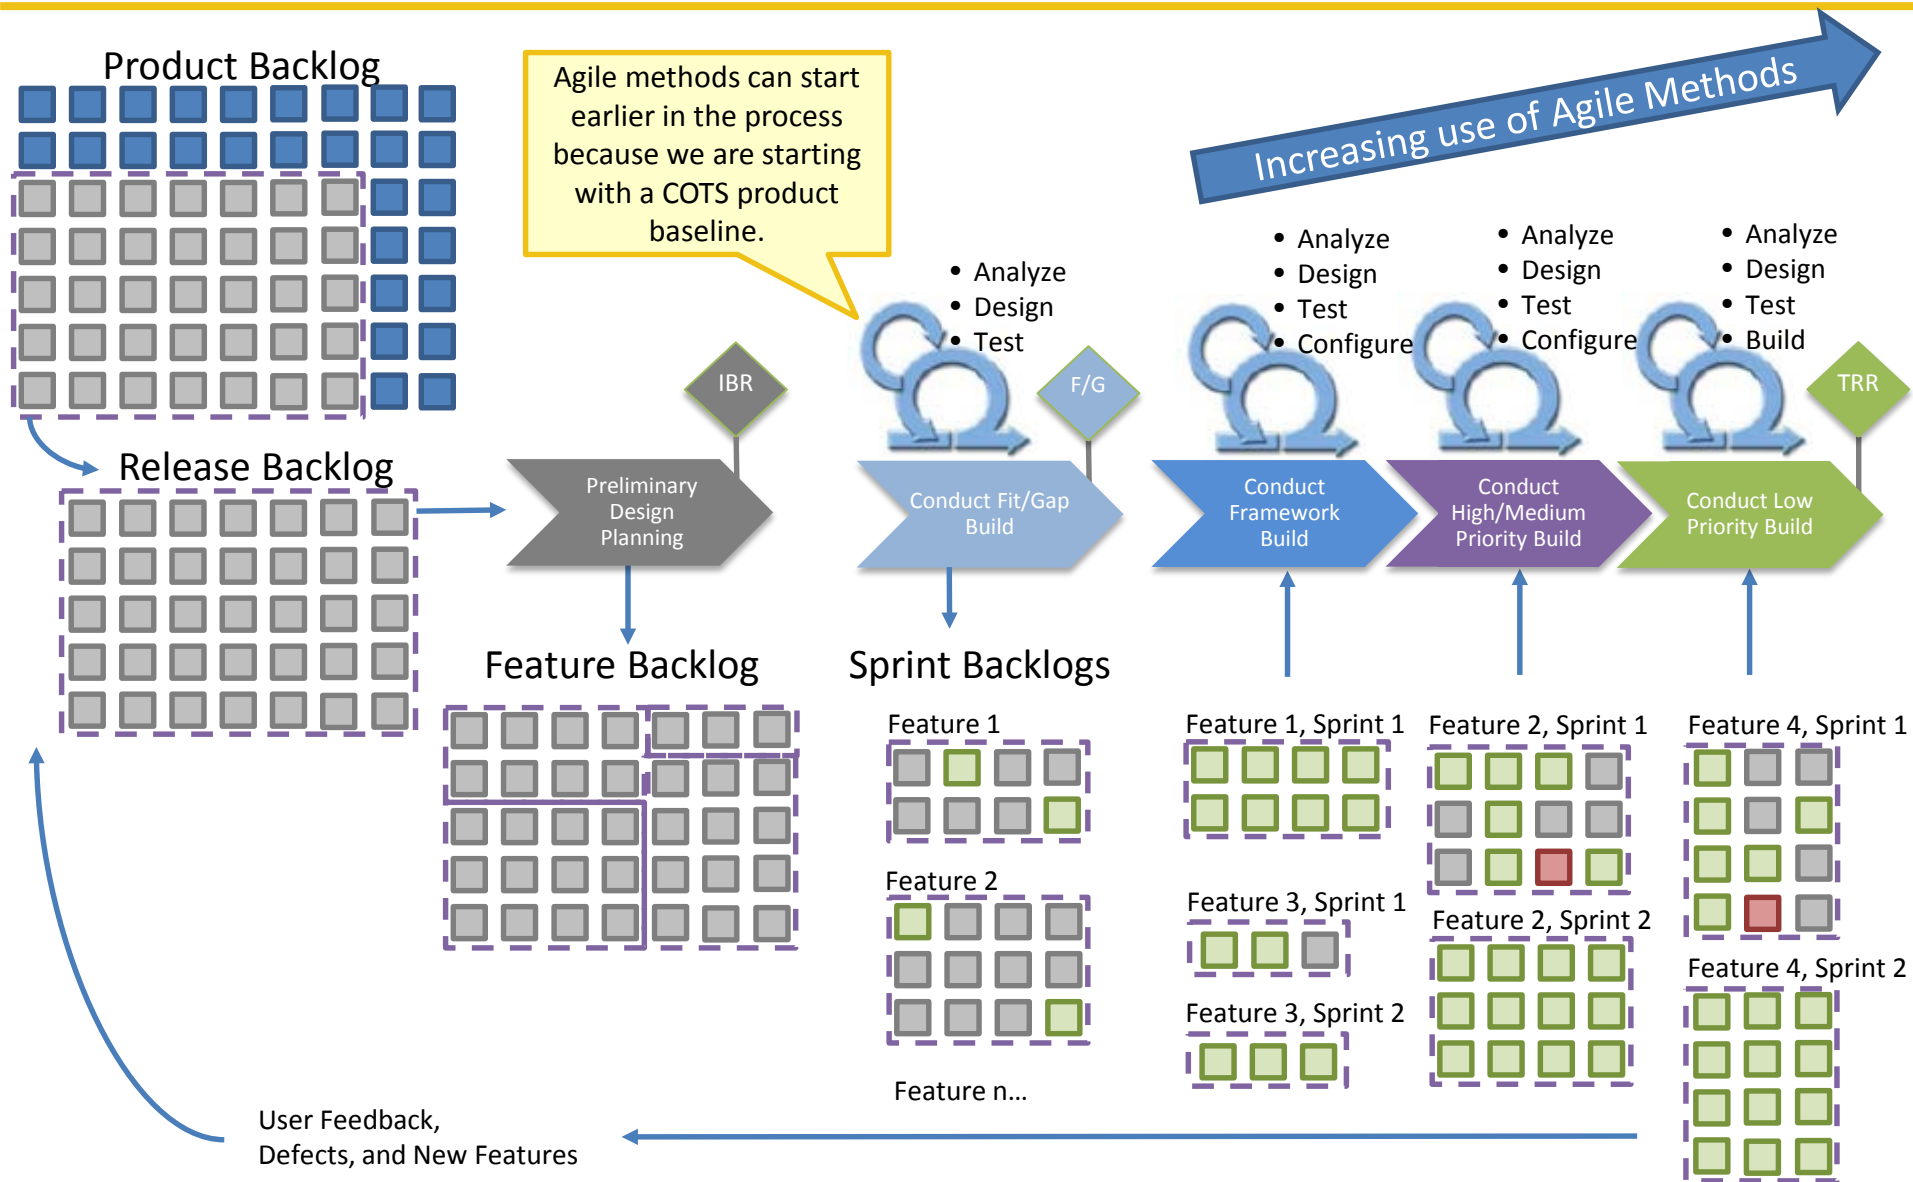 Product Backlog
Agile methods can start
earlier in the process
because we are starting
with a COTS product
baseline.
Increasing use of Agile Methods
• Analyze
• Design
• Test
• Analyze
• Design
• Test
• Configure
• Analyze
• Design
• Test
• Configure
• Analyze
• Design
• Test
• Build
IBR
F/G
TRR
Release Backlog
Preliminary
Design
Planning
Conduct Fit/Gap
Build
Conduct
Framework
Build
Conduct
High/Medium
Priority Build
Conduct Low
Priority Build
Feature Backlog
Sprint Backlogs
Feature 1
Feature 2
Feature n...
Feature 1, Sprint 1
Feature 3, Sprint 1
Feature 3, Sprint 2
Feature 2, Sprint 1
Feature 2, Sprint 2
Feature 4, Sprint 1
Feature 4, Sprint 2
User Feedback,
Defects, and New Features